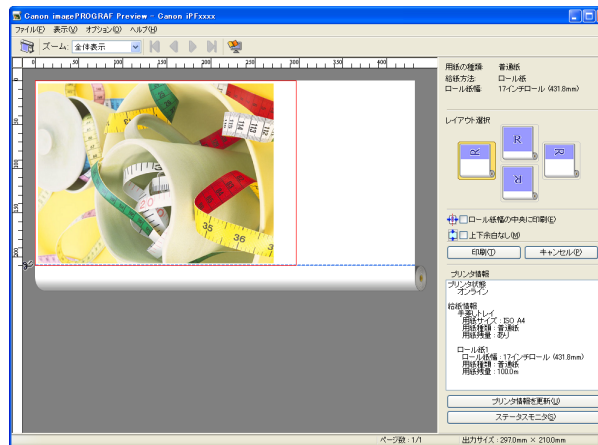 Canon imagePROGRAF Preview - Canon iPFxxxx
ファイル(F) 表示(V) オプション(O) ヘルプ(H)
ズーム: 全体表示
0 50 100 150 200 250 300 350 400
用紙の種類 普通紙
給紙方法 ロール紙
ロール紙幅 17インチロール (431.8mm)
レイアウト選択
ロール紙幅の中央に印刷(E)
上下余白なし(M)
印刷(T) キャンセル(P)
プリンタ情報
プリンタ状態
オンライン
給紙情報
手差しトレイ
用紙サイズ : ISO A4
用紙種類 : 普通紙
用紙残量 : あり
ロール紙1
ロール紙幅 : 17インチロール (431.8mm)
用紙種類 : 普通紙
用紙残量 : 100.0m
プリンタ情報を更新(U)
ステータスモニタ(S)
ページ数 : 1/1 出力サイズ : 297.0mm × 210.0mm